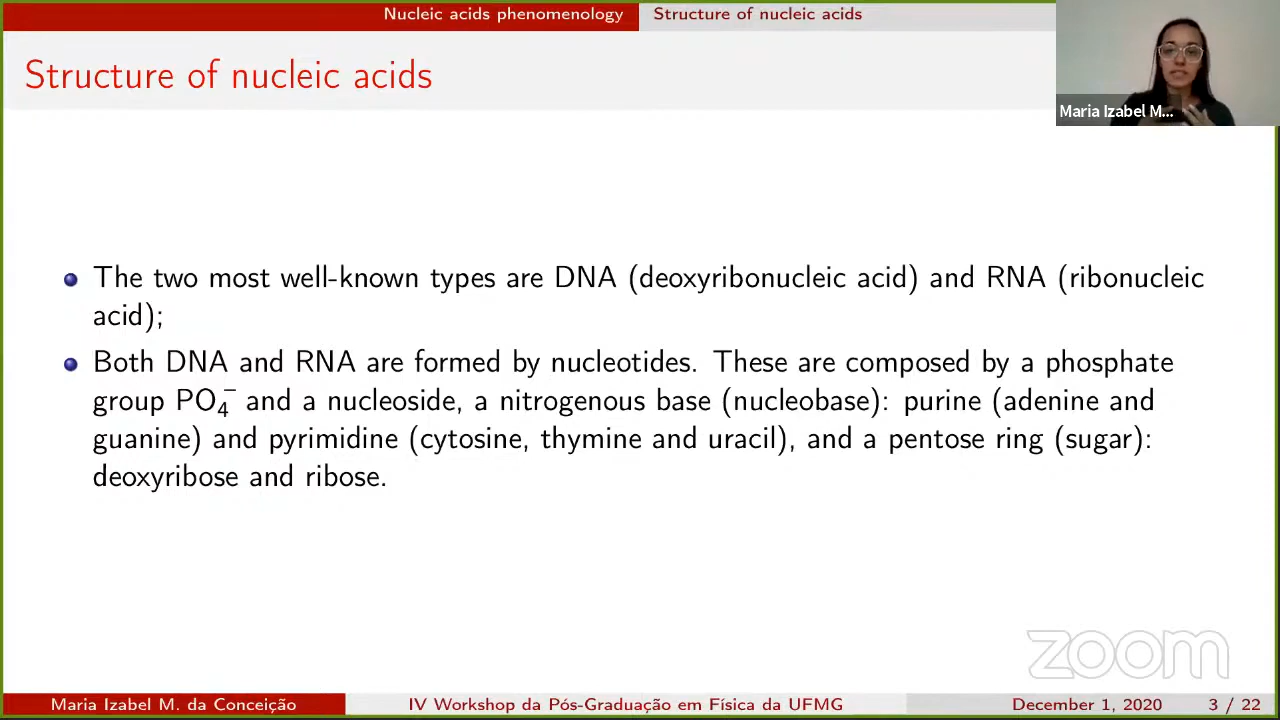 Nucleic acids phenomenology
Structure of nucleic acids
Structure of nucleic acids
Maria Izabel M...
The two most well-known types are DNA (deoxyribonucleic acid) and RNA (ribonucleic
acid);
Both DNA and RNA are formed by nucleotides. These are composed by a phosphate
group PO₄⁻ and a nucleoside, a nitrogenous base (nucleobase): purine (adenine and
guanine) and pyrimidine (cytosine, thymine and uracil), and a pentose ring (sugar):
deoxyribose and ribose.
zoom
Maria Izabel M. da Conceição
IV Workshop da Pós-Graduação em Física da UFMG
December 1, 2020
3 / 22